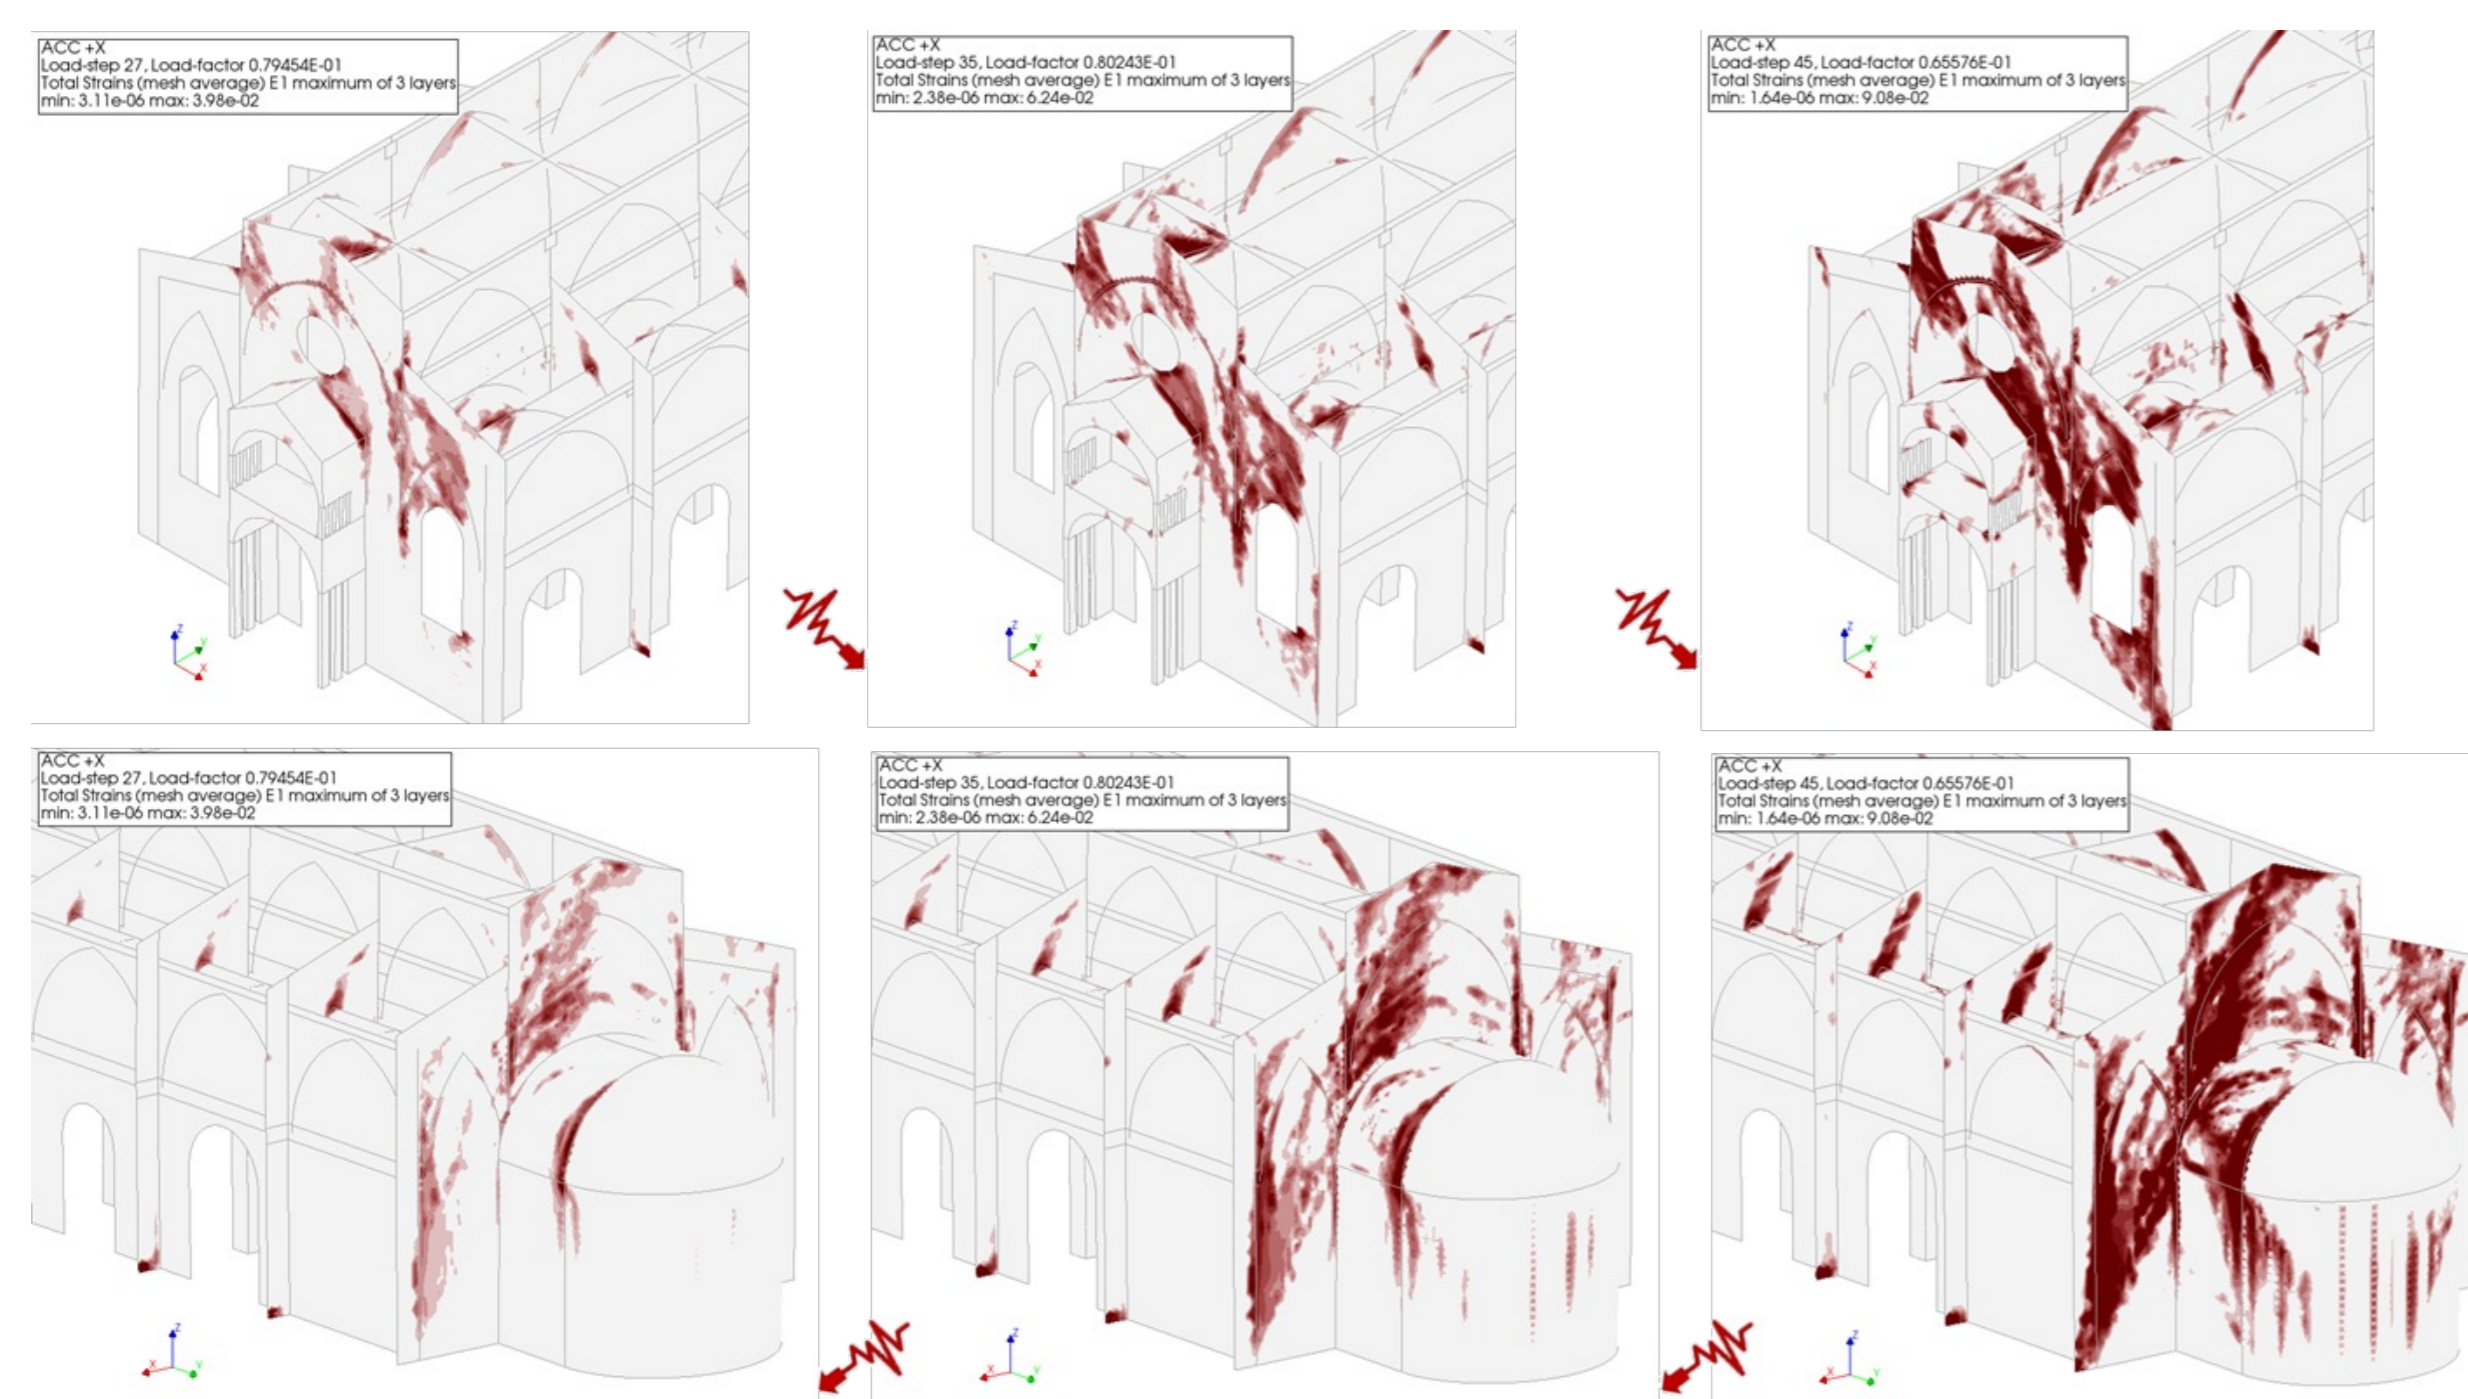 ACC +X
Load-step 27, Load-factor 0.79454E-01
Total Strains (mesh average) E1 maximum of 3 layers
min: 3.11e-06 max: 3.98e-02
Z
Y
X
ACC +X
Load-step 35, Load-factor 0.80243E-01
Total Strains (mesh average) E1 maximum of 3 layers
min: 2.38e-06 max: 6.24e-02
Z
Y
X
ACC +X
Load-step 45, Load-factor 0.65576E-01
Total Strains (mesh average) E1 maximum of 3 layers
min: 1.64e-06 max: 9.08e-02
Z
Y
X
ACC +X
Load-step 27, Load-factor 0.79454E-01
Total Strains (mesh average) E1 maximum of 3 layers
min: 3.11e-06 max: 3.98e-02
Z
X
Y
ACC +X
Load-step 35, Load-factor 0.80243E-01
Total Strains (mesh average) E1 maximum of 3 layers
min: 2.38e-06 max: 6.24e-02
Z
X
Y
ACC +X
Load-step 45, Load-factor 0.65576E-01
Total Strains (mesh average) E1 maximum of 3 layers
min: 1.64e-06 max: 9.08e-02
Z
X
Y